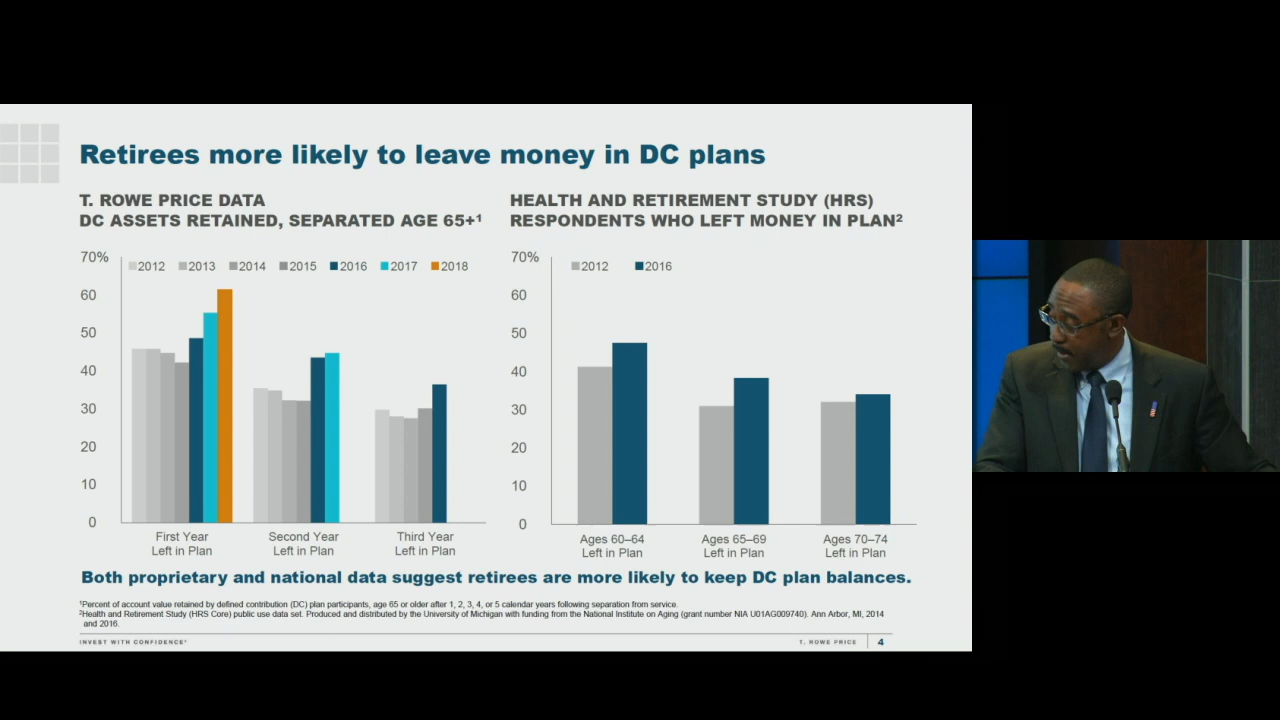 Retirees more likely to leave money in DC plans
T. ROWE PRICE DATA
DC ASSETS RETAINED, SEPARATED AGE 65+¹
70%
2012 2013 2014 2015 2016 2017 2018
60
50
40
30
20
10
0
First Year
Left in Plan
Second Year
Left in Plan
Third Year
Left in Plan
HEALTH AND RETIREMENT STUDY (HRS)
RESPONDENTS WHO LEFT MONEY IN PLAN²
70%
2012 2016
60
50
40
30
20
10
0
Ages 60–64
Left in Plan
Ages 65–69
Left in Plan
Ages 70–74
Left in Plan
Both proprietary and national data suggest retirees are more likely to keep DC plan balances.
¹Percent of account value retained by defined contribution (DC) plan participants, age 65 or older after 1, 2, 3, 4, or 5 calendar years following separation from service.
²Health and Retirement Study (HRS Core) public use data set. Produced and distributed by the University of Michigan with funding from the National Institute on Aging (grant number NIA U01AG009740). Ann Arbor, MI, 2014
and 2016.
INVEST WITH CONFIDENCE®
T. ROWE PRICE 4